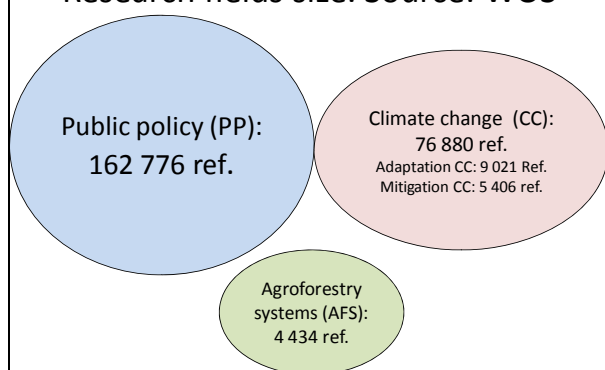 Research fields size. Source: WOS
Public policy (PP):
162 776 ref.
Climate change (CC):
76 880 ref.
Adaptation CC: 9 021 Ref.
Mitigation CC: 5 406 ref.
Agroforestry
systems (AFS):
4 434 ref.